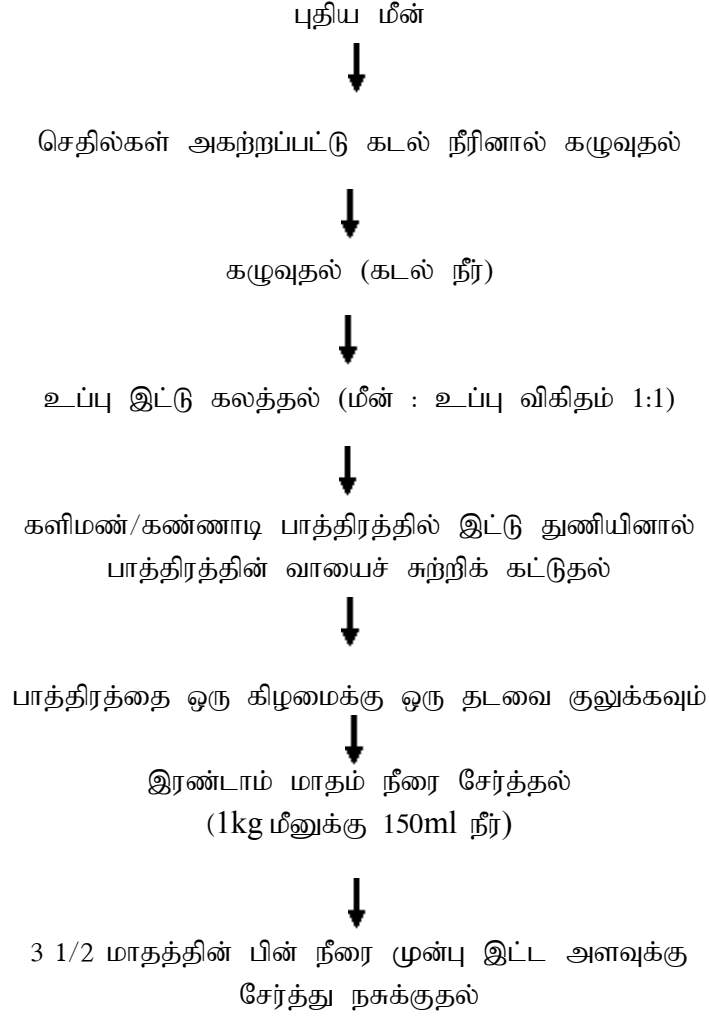 புதிய மீன்
செதில்கள் அகற்றப்பட்டு கடல் நீரினால் கழுவுதல்
கழுவுதல் (கடல் நீர்)
உப்பு இட்டு கலத்தல் (மீன் : உப்பு விகிதம் 1:1)
களிமண்/கண்ணாடி பாத்திரத்தில் இட்டு துணியினால்
பாத்திரத்தின் வாயைச் சுற்றிக் கட்டுதல்
பாத்திரத்தை ஒரு கிழமைக்கு ஒரு தடவை குலுக்கவும்
இரண்டாம் மாதம் நீரை சேர்த்தல்
(1kg மீனுக்கு 150ml நீர்)
3 1/2 மாதத்தின் பின் நீரை முன்பு இட்ட அளவுக்கு
சேர்த்து நசுக்குதல்